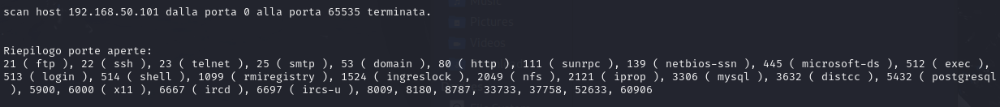 scan host 192.168.50.101 dalla porta 0 alla porta 65535 terminata.
Riepilogo porte aperte:
21 ( ftp ), 22 ( ssh ), 23 ( telnet ), 25 ( smtp ), 53 ( domain ), 80 ( http ), 111 ( sunrpc ), 139 ( netbios-ssn ), 445 ( microsoft-ds ), 512 ( exec ),
513 ( login ), 514 ( shell ), 1099 ( rmiregistry ), 1524 ( ingreslock ), 2049 ( nfs ), 2121 ( iprop ), 3306 ( mysql ), 3632 ( distcc ), 5432 ( postgresql
), 5900, 6000 ( x11 ), 6667 ( ircd ), 6697 ( ircs-u ), 8009, 8180, 8787, 33733, 37758, 52633, 60906
Music
Pictures
Videos